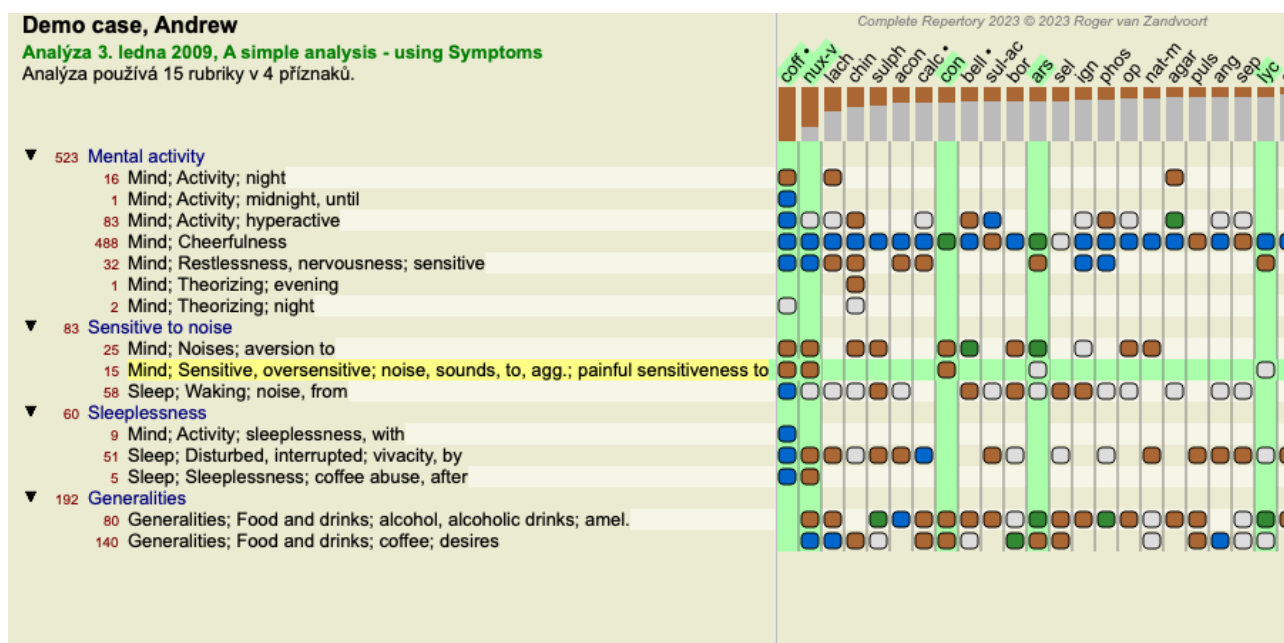 Demo case, Andrew
Complete Repertory 2023 © 2023 Roger van Zandvoort
Analýza 3. ledna 2009, A simple analysis - using Symptoms
Analýza používá 15 rubriky v 4 příznaků.
coff • nux-v lach chin sulph acon calc • con bell • sul-ac bor ars sel ign phos op nat-m agar puls ang sep lyc
▼ 523 Mental activity
16 Mind; Activity; night
1 Mind; Activity; midnight, until
83 Mind; Activity; hyperactive
488 Mind; Cheerfulness
32 Mind; Restlessness, nervousness; sensitive
1 Mind; Theorizing; evening
2 Mind; Theorizing; night
▼ 83 Sensitive to noise
25 Mind; Noises; aversion to
15 Mind; Sensitive, oversensitive; noise, sounds, to, agg.; painful sensitiveness to
58 Sleep; Waking; noise, from
▼ 60 Sleeplessness
9 Mind; Activity; sleeplessness, with
51 Sleep; Disturbed, interrupted; vivacity, by
5 Sleep; Sleeplessness; coffee abuse, after
▼ 192 Generalities
80 Generalities; Food and drinks; alcohol, alcoholic drinks; amel.
140 Generalities; Food and drinks; coffee; desires